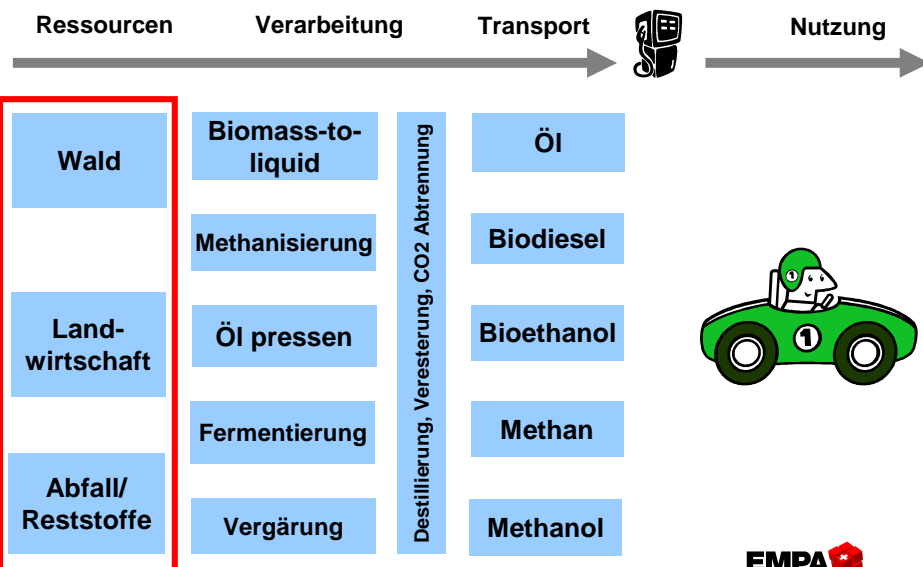 Ressourcen
Verarbeitung
Transport
Nutzung
Wald
Land-
wirtschaft
Abfall/
Reststoffe
Biomass-to-
liquid
Methanisierung
Öl pressen
Fermentierung
Vergärung
Destillierung, Veresterung, CO2 Abtrennung
Öl
Biodiesel
Bioethanol
Methan
Methanol
1
1
EMPA